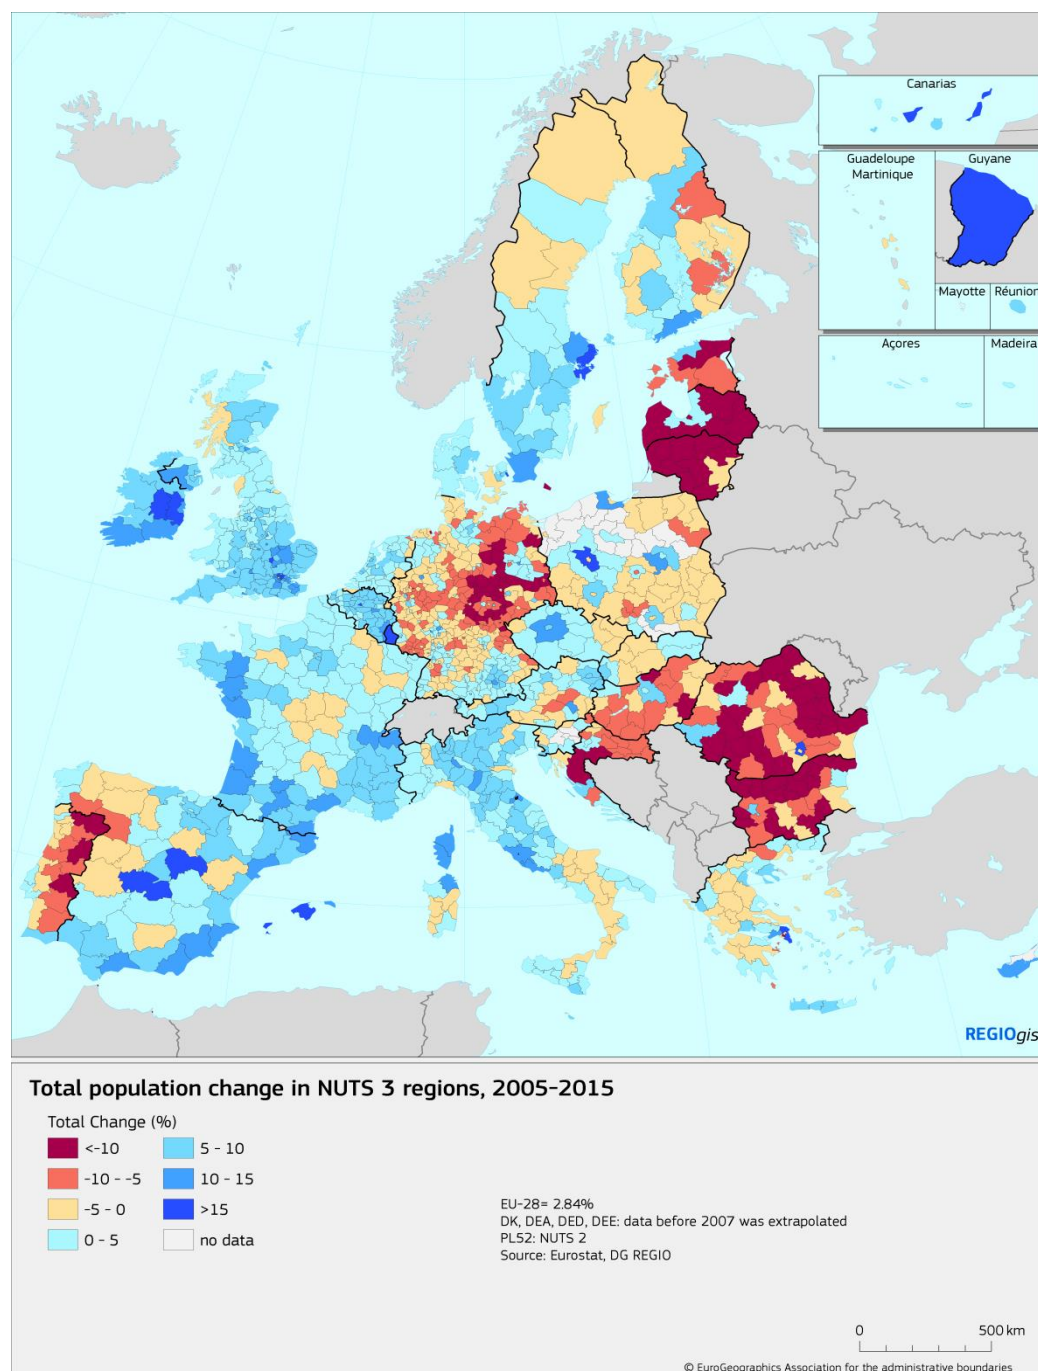 Canarias
Guadeloupe
Martinique
Guyane
Mayotte
Réunion
Açores
Madeira
REGIOgis
Total population change in NUTS 3 regions, 2005-2015
Total Change (%)
<-10
-10 - -5
-5 - 0
0 - 5
5 - 10
10 - 15
>15
no data
EU-28= 2.84%
DK, DEA, DED, DEE: data before 2007 was extrapolated
PL52: NUTS 2
Source: Eurostat, DG REGIO
0 500 km
© EuroGeographics Association for the administrative boundaries